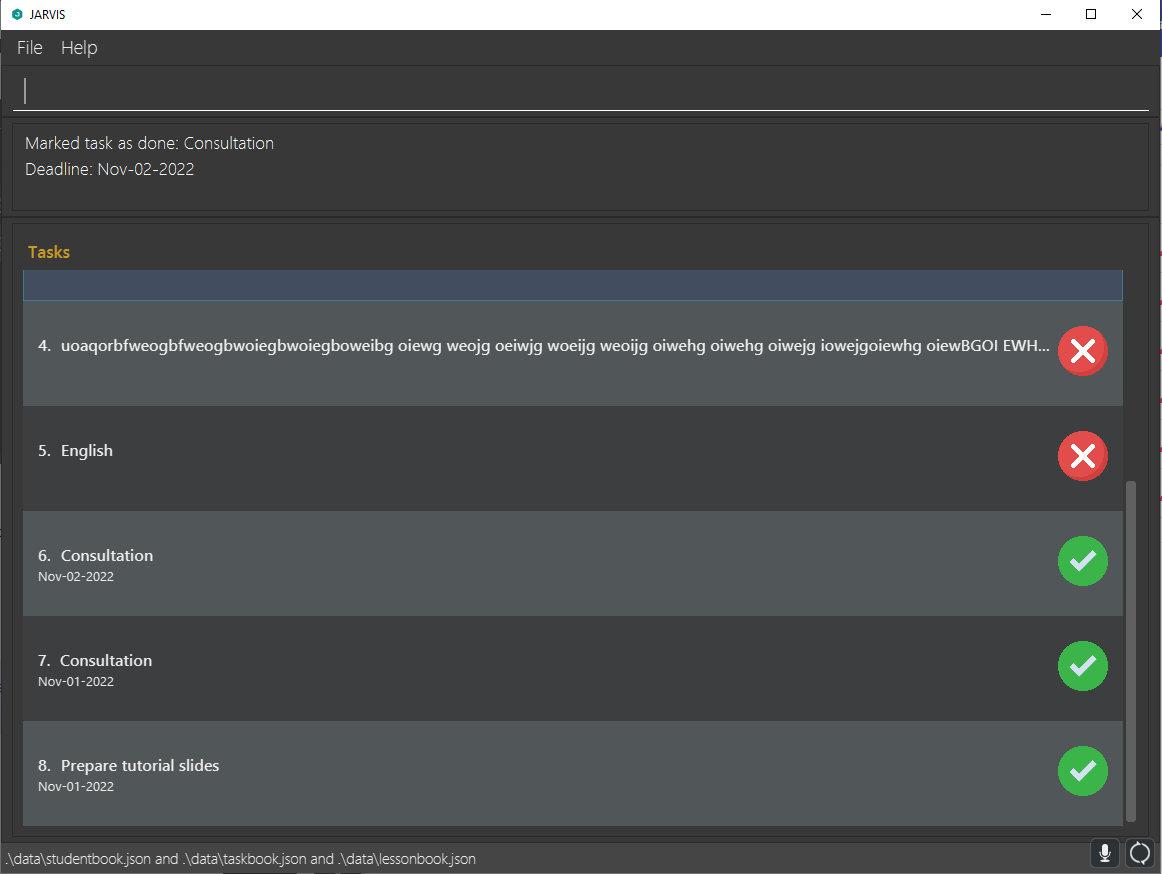 JARVIS
File Help
Marked task as done: Consultation
Deadline: Nov-02-2022
Tasks
4. uoaqorbfweogbfweogbwoiegbwoiegboweibg oiewg weojg oeiwjg woeijg weoijg oiwehg oiwehg oiwejg iowejgoiewhg oiewBGOI EWH...
5. English
6. Consultation
Nov-02-2022
7. Consultation
Nov-01-2022
8. Prepare tutorial slides
Nov-01-2022
.\data\studentbook.json and .\data\taskbook.json and .\data\lessonbook.json